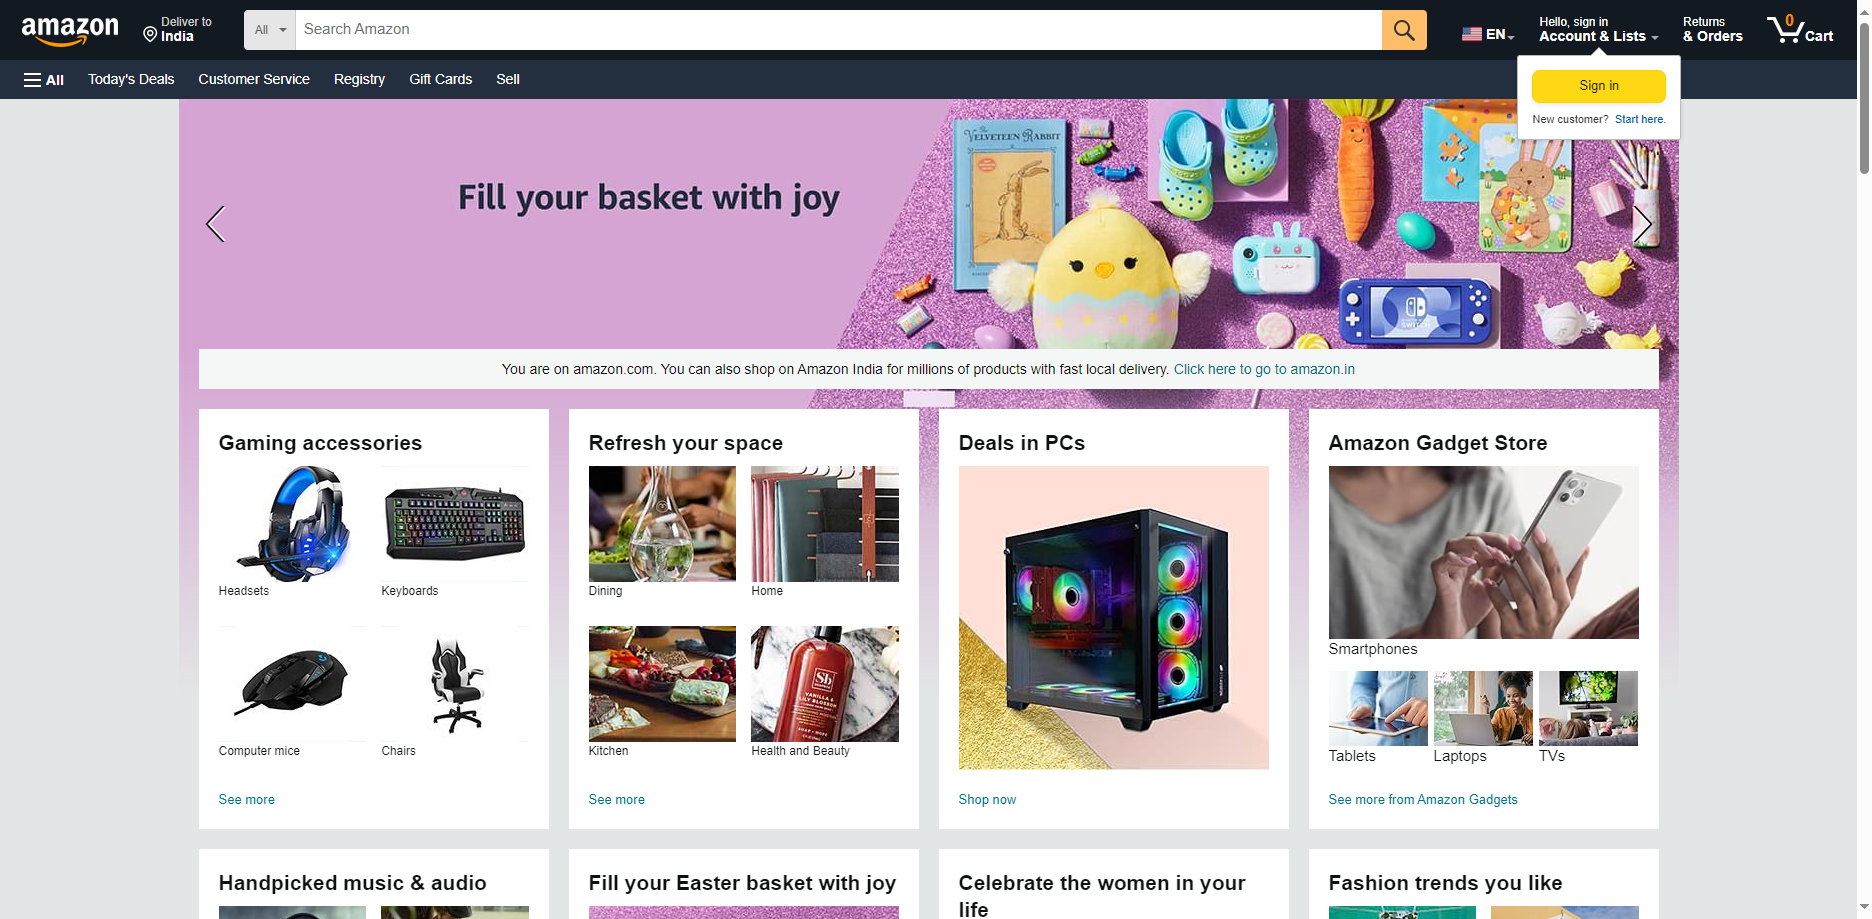 amazon
Deliver to
India
All
Search Amazon
EN
Hello, sign in
Account & Lists
Returns
& Orders
0
Cart
All
Today's Deals
Customer Service
Registry
Gift Cards
Sell
Sign in
New customer? Start here.
Fill your basket with joy
The
VELVETEEN RABBIT
You are on amazon.com. You can also shop on Amazon India for millions of products with fast local delivery. Click here to go to amazon.in
Gaming accessories
Headsets
Keyboards
Computer mice
Chairs
See more
Refresh your space
Dining
Home
Kitchen
Sb
VANILLA &
LILY BLOSSOM
Health and Beauty
See more
Deals in PCs
Shop now
Amazon Gadget Store
Smartphones
Tablets
Laptops
TVs
See more from Amazon Gadgets
Handpicked music & audio
Fill your Easter basket with joy
Celebrate the women in your
life
Fashion trends you like